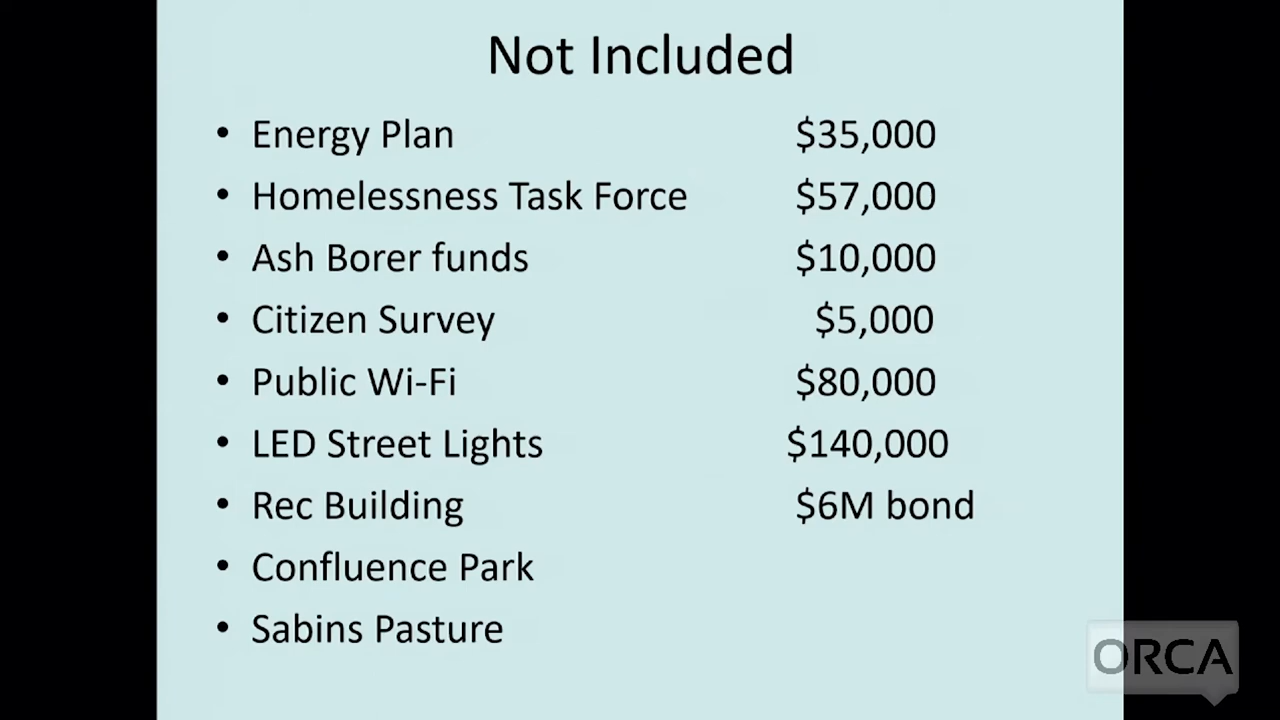 Not Included
• Energy Plan $35,000
• Homelessness Task Force $57,000
• Ash Borer funds $10,000
• Citizen Survey $5,000
• Public Wi-Fi $80,000
• LED Street Lights $140,000
• Rec Building $6M bond
• Confluence Park
• Sabins Pasture
ORCA